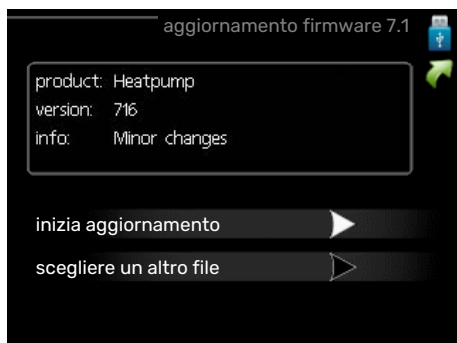 aggiornamento firmware 7.1
product: Heatpump
version: 716
info: Minor changes
inizia aggiornamento
scegliere un altro file